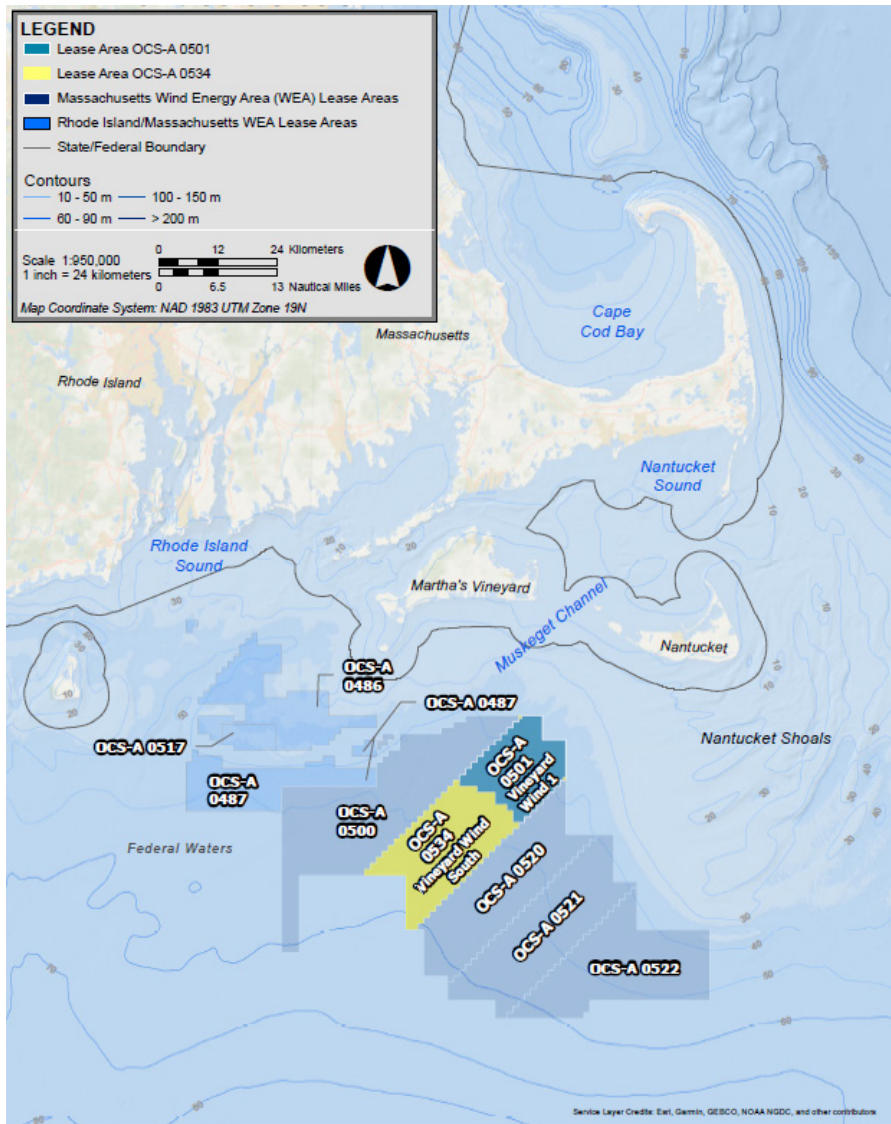 LEGEND
Lease Area OCS-A 0501
Lease Area OCS-A 0534
Massachusetts Wind Energy Area (WEA) Lease Areas
Rhode Island/Massachusetts WEA Lease Areas
State/Federal Boundary
Contours
10 - 50 m
100 - 150 m
60 - 90 m
> 200 m
Scale 1:950,000
1 inch = 24 kilometers
0 12 24 Kilometers
0 6.5 13 Nautical Miles
Map Coordinate System: NAD 1983 UTM Zone 19N
Cape
Cod Bay
Massachusetts
Rhode Island
Nantucket
Sound
Rhode Island
Sound
Martha's Vineyard
Muskeget Channel
Nantucket
OCS-A
0486
OCS-A 0487
OCS-A 0517
Nantucket Shoals
OCS-A
0487
OCS-A
0501
Vineyard
Wind 1
OCS-A
0500
OCS-A
0534
Vineyard Wind
South
Federal Waters
OCS-A 0520
OCS-A 0521
OCS-A 0522
Service Layer Credits: Esri, Garmin, GEBCO, NOAA NGDC, and other contributors